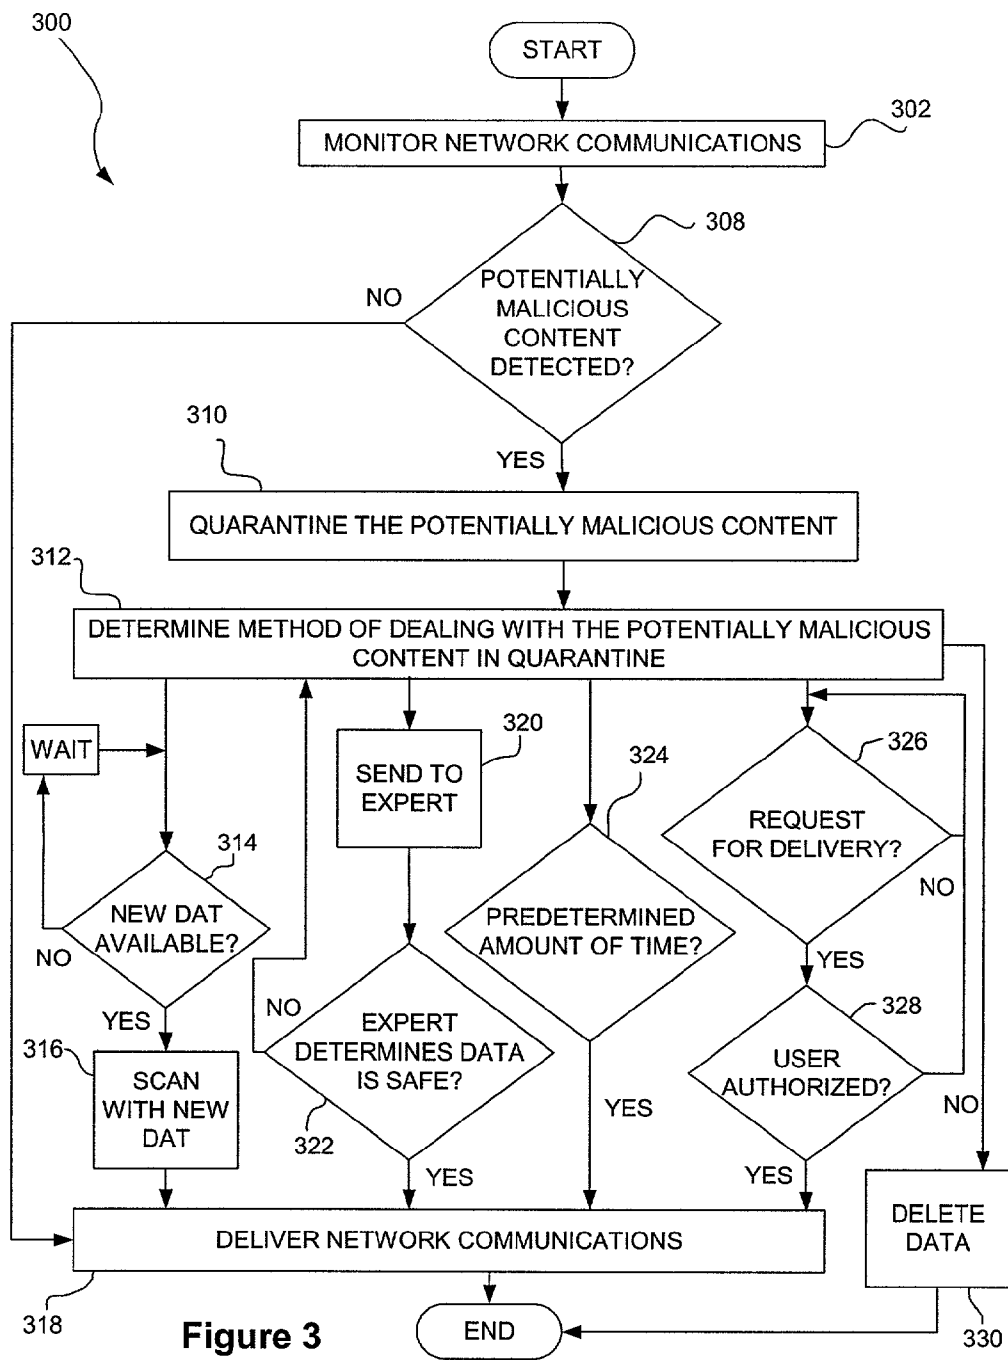 300
START
302
MONITOR NETWORK COMMUNICATIONS
308
POTENTIALLY
MALICIOUS
CONTENT
DETECTED?
NO
YES
310
QUARANTINE THE POTENTIALLY MALICIOUS CONTENT
312
DETERMINE METHOD OF DEALING WITH THE POTENTIALLY MALICIOUS
CONTENT IN QUARANTINE
WAIT
314
NEW DAT
AVAILABLE?
NO
YES
316
SCAN
WITH NEW
DAT
320
SEND TO
EXPERT
NO
EXPERT
DETERMINES DATA
IS SAFE?
322
YES
324
PREDETERMINED
AMOUNT OF TIME?
YES
326
REQUEST
FOR DELIVERY?
NO
YES
328
USER
AUTHORIZED?
NO
YES
DELIVER NETWORK COMMUNICATIONS
318
DELETE
DATA
330
END
Figure 3